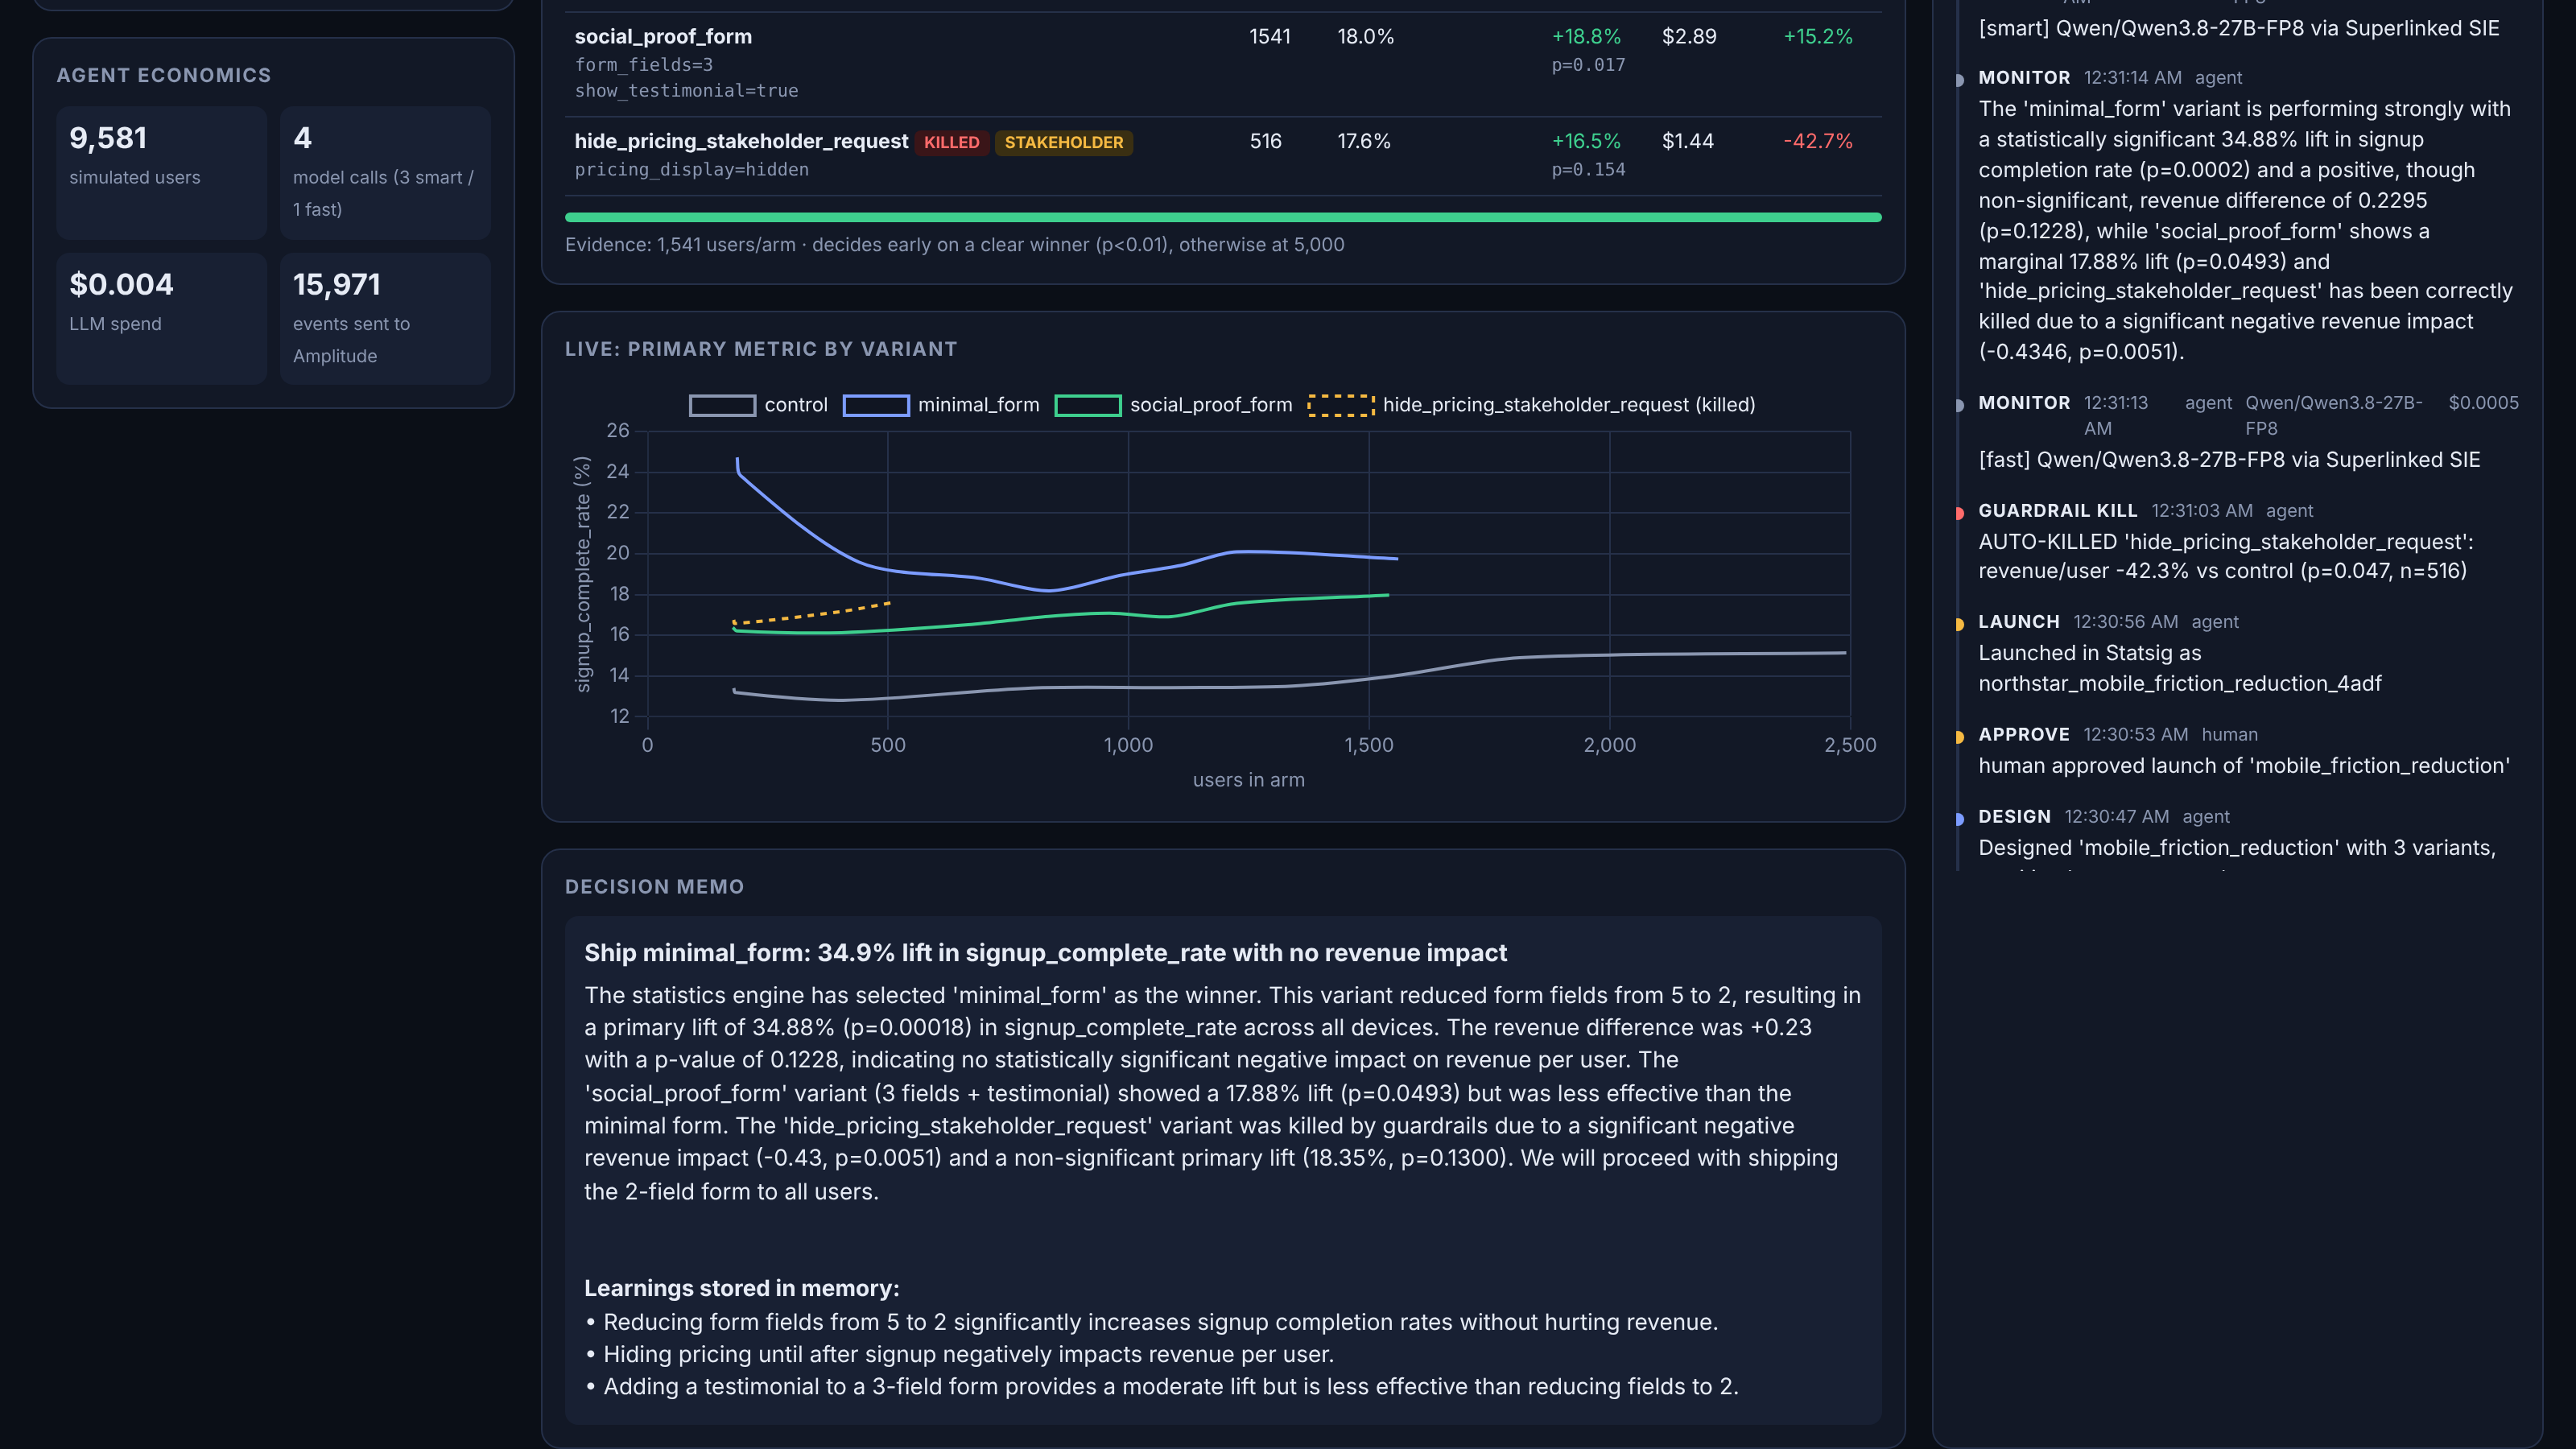 AGENT ECONOMICS
9,581
simulated users
4
model calls (3 smart /
1 fast)
$0.004
LLM spend
15,971
events sent to
Amplitude
social_proof_form 1541 18.0% +18.8% $2.89 +15.2%
form_fields=3 p=0.017
show_testimonial=true
hide_pricing_stakeholder_request KILLED STAKEHOLDER 516 17.6% +16.5% $1.44 -42.7%
pricing_display=hidden p=0.154
Evidence: 1,541 users/arm · decides early on a clear winner (p<0.01), otherwise at 5,000
LIVE: PRIMARY METRIC BY VARIANT
control minimal_form social_proof_form hide_pricing_stakeholder_request (killed)
signup_complete_rate (%)
26
24
22
20
18
16
14
12
0 500 1,000 1,500 2,000 2,500
users in arm
DECISION MEMO
Ship minimal_form: 34.9% lift in signup_complete_rate with no revenue impact
The statistics engine has selected 'minimal_form' as the winner. This variant reduced form fields from 5 to 2, resulting in
a primary lift of 34.88% (p=0.00018) in signup_complete_rate across all devices. The revenue difference was +0.23
with a p-value of 0.1228, indicating no statistically significant negative impact on revenue per user. The
'social_proof_form' variant (3 fields + testimonial) showed a 17.88% lift (p=0.0493) but was less effective than the
minimal form. The 'hide_pricing_stakeholder_request' variant was killed by guardrails due to a significant negative
revenue impact (-0.43, p=0.0051) and a non-significant primary lift (18.35%, p=0.1300). We will proceed with shipping
the 2-field form to all users.
Learnings stored in memory:
• Reducing form fields from 5 to 2 significantly increases signup completion rates without hurting revenue.
• Hiding pricing until after signup negatively impacts revenue per user.
• Adding a testimonial to a 3-field form provides a moderate lift but is less effective than reducing fields to 2.
[smart] Qwen/Qwen3.8-27B-FP8 via Superlinked SIE
MONITOR 12:31:14 AM agent
The 'minimal_form' variant is performing strongly with
a statistically significant 34.88% lift in signup
completion rate (p=0.0002) and a positive, though
non-significant, revenue difference of 0.2295
(p=0.1228), while 'social_proof_form' shows a
marginal 17.88% lift (p=0.0493) and
'hide_pricing_stakeholder_request' has been correctly
killed due to a significant negative revenue impact
(-0.4346, p=0.0051).
MONITOR 12:31:13 agent Qwen/Qwen3.8-27B- $0.0005
AM FP8
[fast] Qwen/Qwen3.8-27B-FP8 via Superlinked SIE
GUARDRAIL KILL 12:31:03 AM agent
AUTO-KILLED 'hide_pricing_stakeholder_request':
revenue/user -42.3% vs control (p=0.047, n=516)
LAUNCH 12:30:56 AM agent
Launched in Statsig as
northstar_mobile_friction_reduction_4adf
APPROVE 12:30:53 AM human
human approved launch of 'mobile_friction_reduction'
DESIGN 12:30:47 AM agent
Designed 'mobile_friction_reduction' with 3 variants,